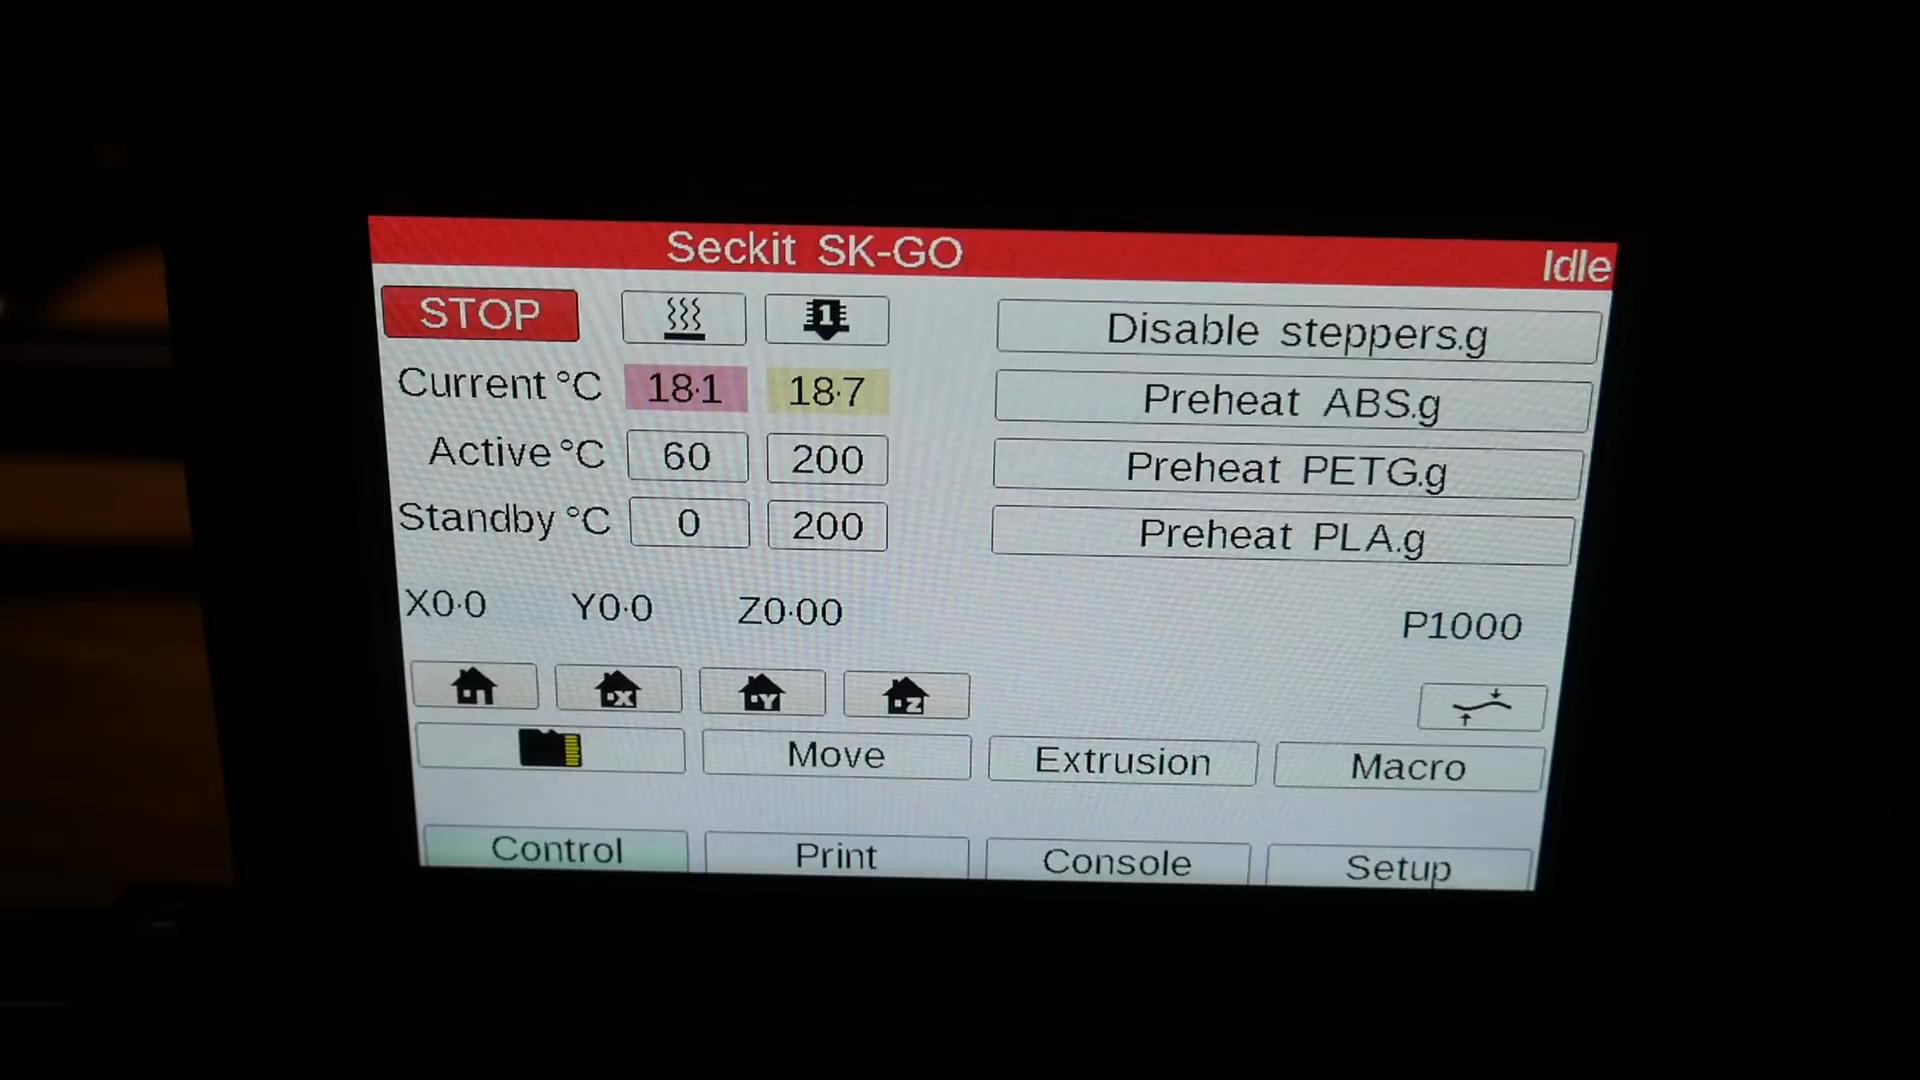 Seckit SK-GO Idle
STOP 1 Disable steppers.g
Current °C 18.1 18.7 Preheat ABS.g
Active °C 60 200 Preheat PETG.g
Standby °C 0 200 Preheat PLA.g
X0.0 Y0.0 Z0.00 P1000
X Y Z
Move Extrusion Macro
Control Print Console Setup